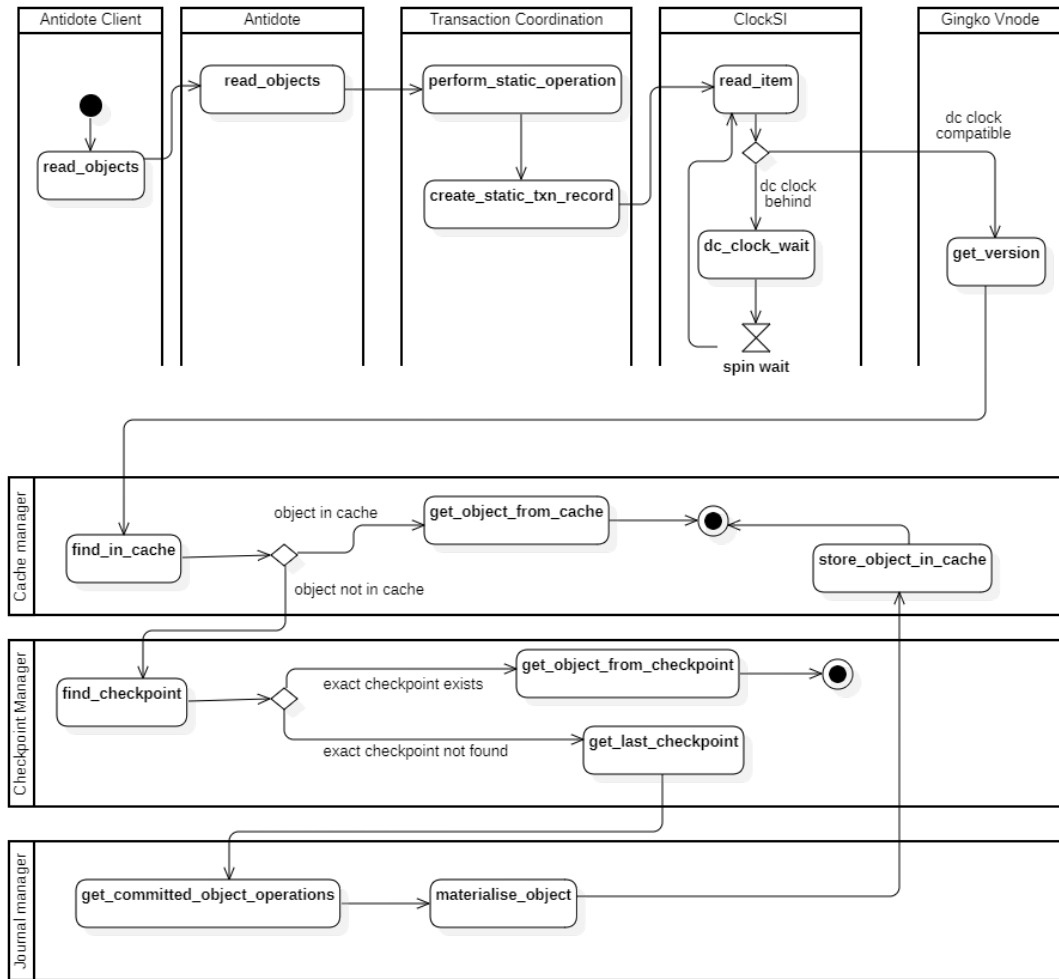 Antidote Client
Antidote
Transaction Coordination
ClockSI
Gingko Vnode
read_objects
read_objects
perform_static_operation
create_static_txn_record
read_item
dc clock
compatible
dc clock
behind
dc_clock_wait
spin wait
get_version
Cache manager
find_in_cache
object in cache
object not in cache
get_object_from_cache
store_object_in_cache
Checkpoint Manager
find_checkpoint
exact checkpoint exists
exact checkpoint not found
get_object_from_checkpoint
get_last_checkpoint
Journal manager
get_committed_object_operations
materialise_object